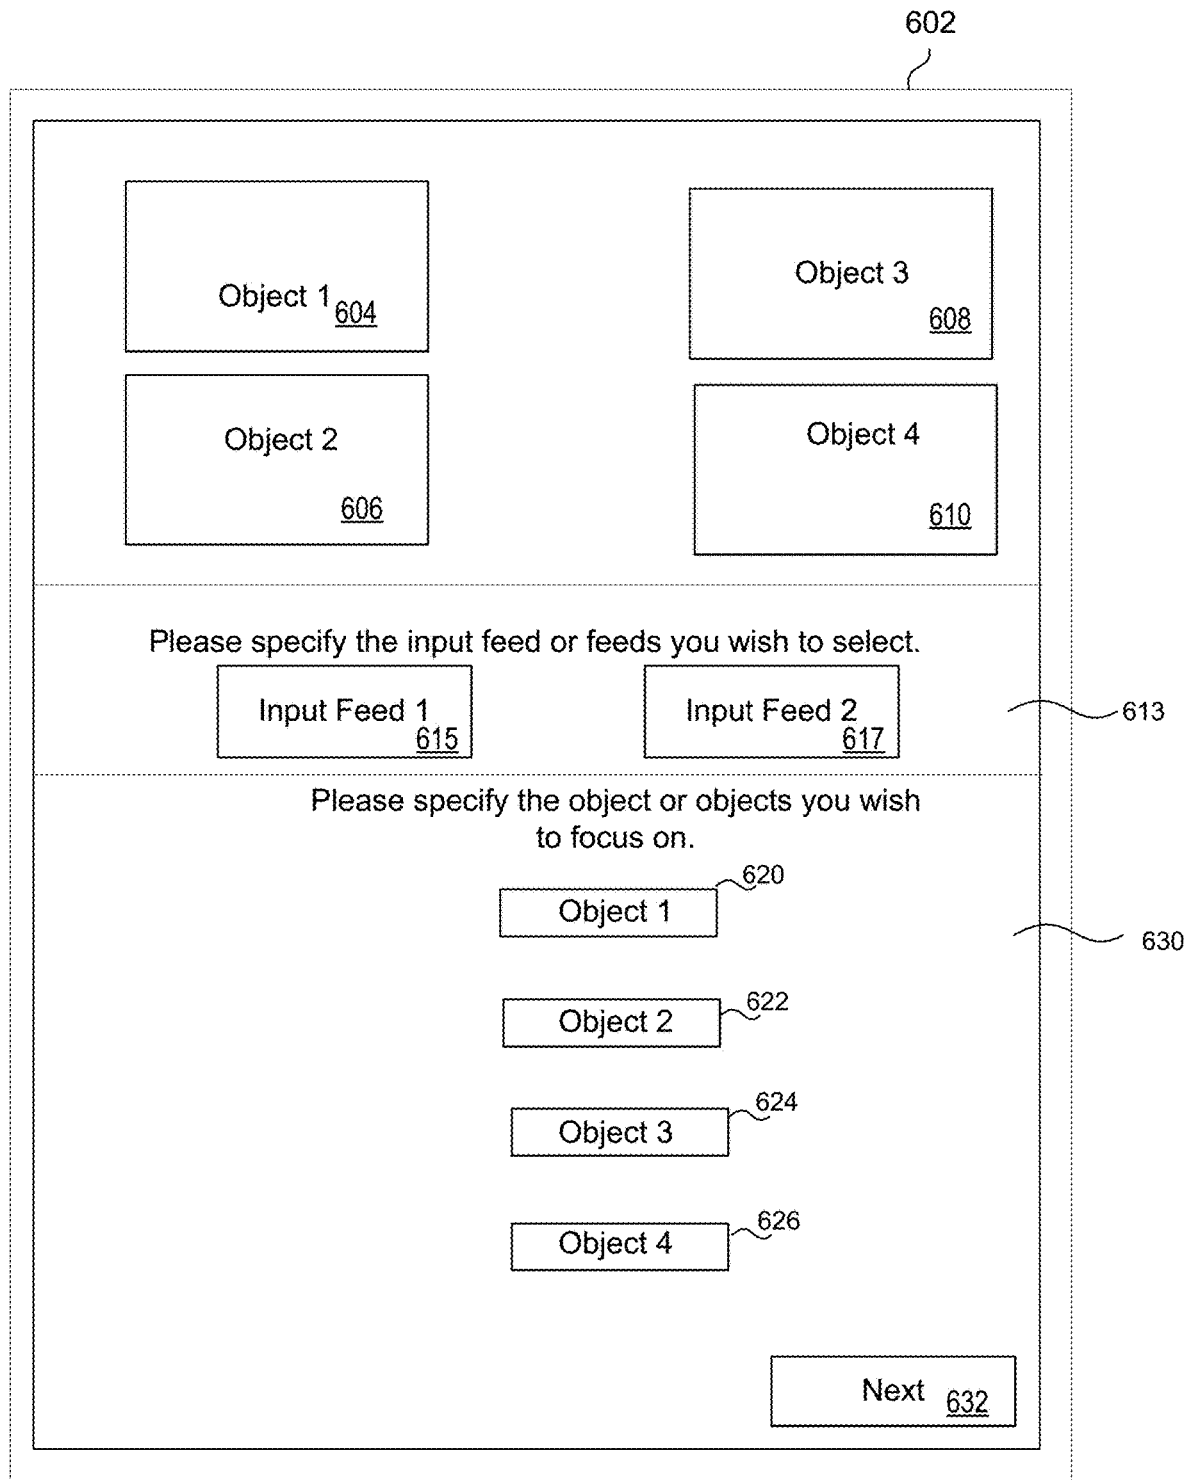 602
Object 1
604
Object 3
608
Object 2
606
Object 4
610
Please specify the input feed or feeds you wish to select.
Input Feed 1
615
Input Feed 2
617
613
Please specify the object or objects you wish
to focus on.
620
Object 1
630
622
Object 2
624
Object 3
626
Object 4
Next 632